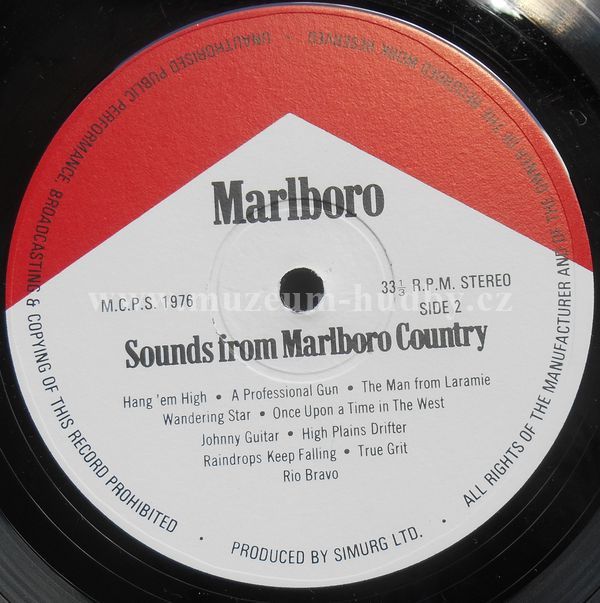 Marlboro
M.C.P.S. 1976
33 1/3 R.P.M. STEREO
SIDE 2
www.muzeum-hudby.cz
Sounds from Marlboro Country
Hang 'em High • A Professional Gun • The Man from Laramie
Wandering Star • Once Upon a Time in The West
Johnny Guitar • High Plains Drifter
Raindrops Keep Falling • True Grit
Rio Bravo
• PRODUCED BY SIMURG LTD. •
ALL RIGHTS OF THE MANUFACTURER AND OF THE OWNER OF THE RECORDED WORK RESERVED • UNAUTHORISED PUBLIC PERFORMANCE, BROADCASTING & COPYING OF THIS RECORD PROHIBITED